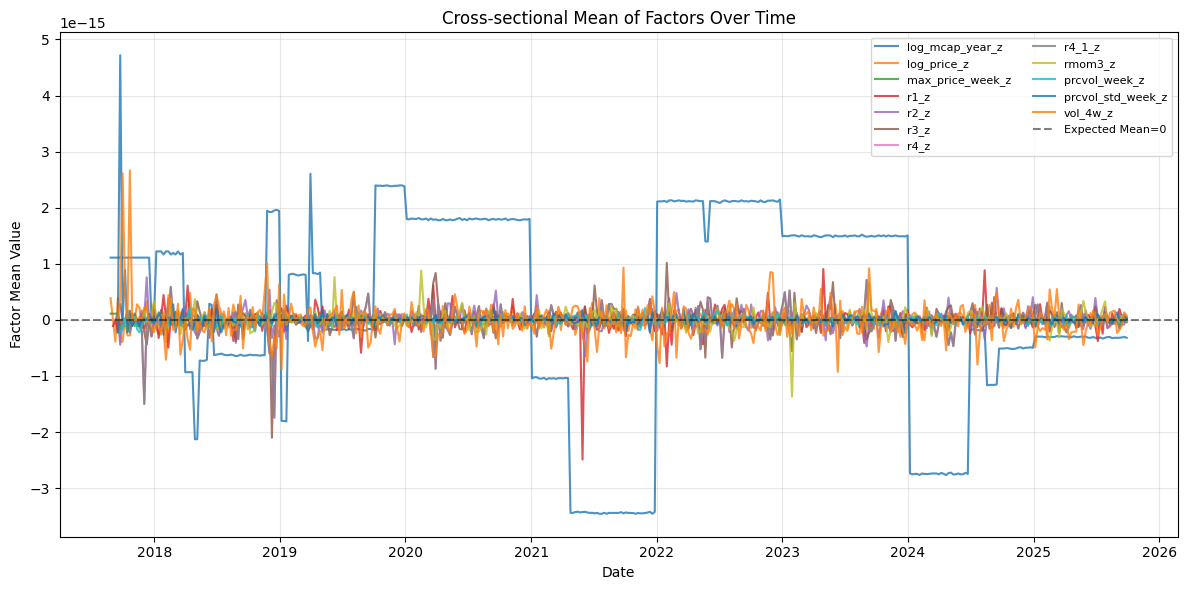 Cross-sectional Mean of Factors Over Time
1e−15
5
4
3
2
1
0
−1
−2
−3
Factor Mean Value
log_mcap_year_z
log_price_z
max_price_week_z
r1_z
r2_z
r3_z
r4_z
r4_1_z
rmom3_z
prcvol_week_z
prcvol_std_week_z
vol_4w_z
Expected Mean=0
2018 2019 2020 2021 2022 2023 2024 2025 2026
Date